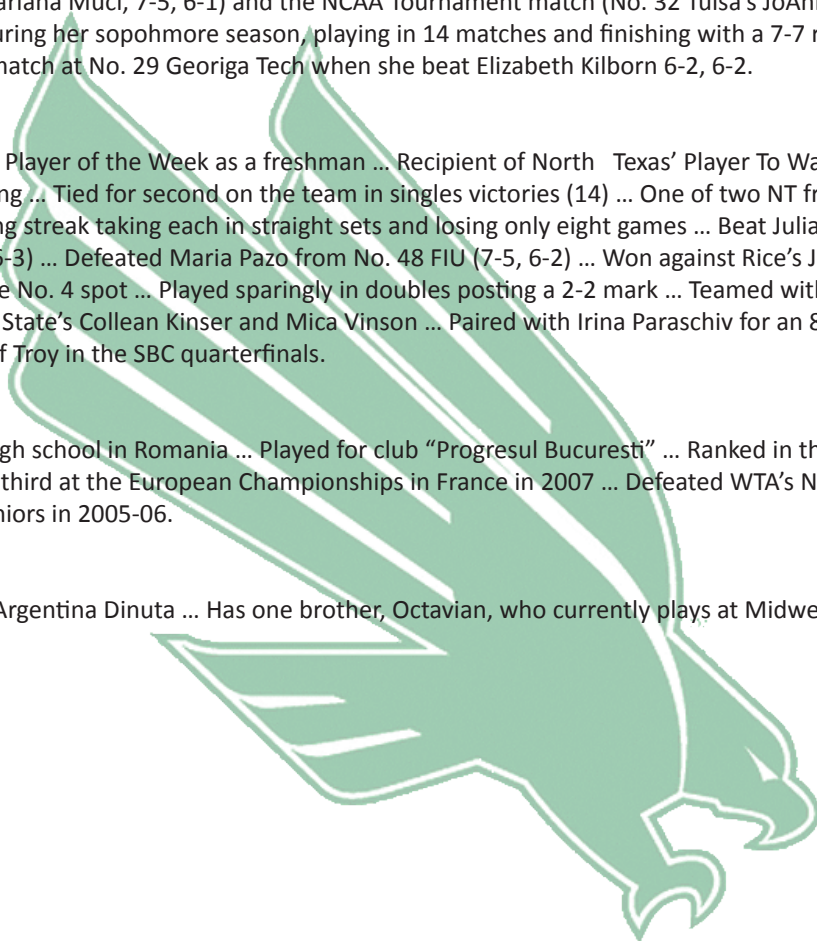 ariana Muci, 7-5, 6-1) and the NCAA Tournament match (No. 32 Tulsa's JoAnn
uring her sopohmore season, playing in 14 matches and finishing with a 7-7 r
match at No. 29 Georiga Tech when she beat Elizabeth Kilborn 6-2, 6-2.
Player of the Week as a freshman ... Recipient of North Texas' Player To Wa
ng ... Tied for second on the team in singles victories (14) ... One of two NT fr
ng streak taking each in straight sets and losing only eight games ... Beat Julia
6-3) ... Defeated Maria Pazo from No. 48 FIU (7-5, 6-2) ... Won against Rice's J
e No. 4 spot ... Played sparingly in doubles posting a 2-2 mark ... Teamed with
State's Collean Kinser and Mica Vinson ... Paired with Irina Paraschiv for an 8
f Troy in the SBC quarterfinals.
gh school in Romania ... Played for club “Progresul Bucuresti” ... Ranked in th
third at the European Championships in France in 2007 ... Defeated WTA's N
niors in 2005-06.
Argentina Dinuta ... Has one brother, Octavian, who currently plays at Midwe